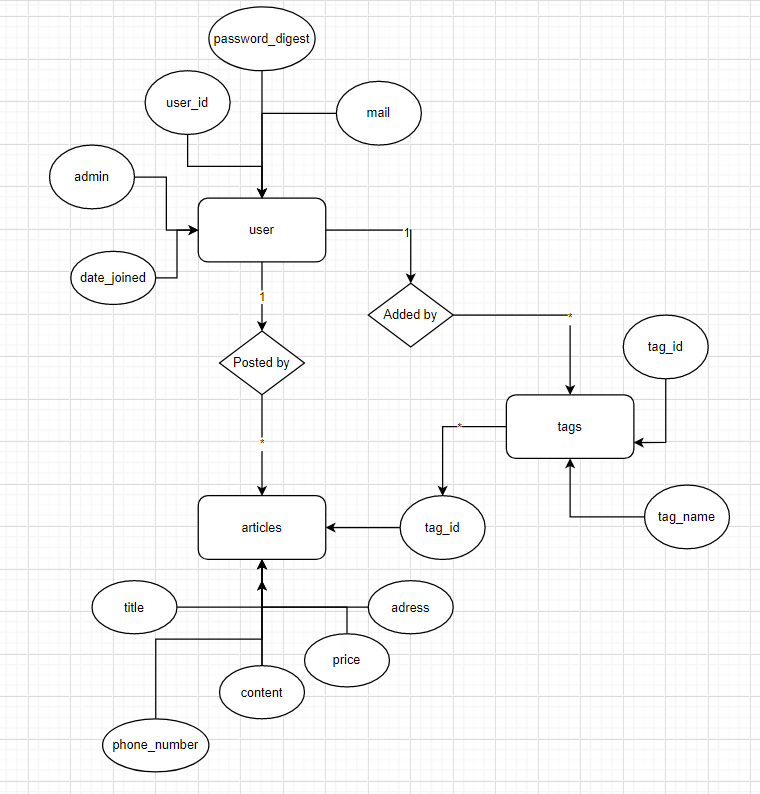 password_digest
user_id
mail
admin
user
1
date_joined
1
Added by
*
tag_id
Posted by
tags
*
*
articles
tag_id
tag_name
title
adress
price
content
phone_number